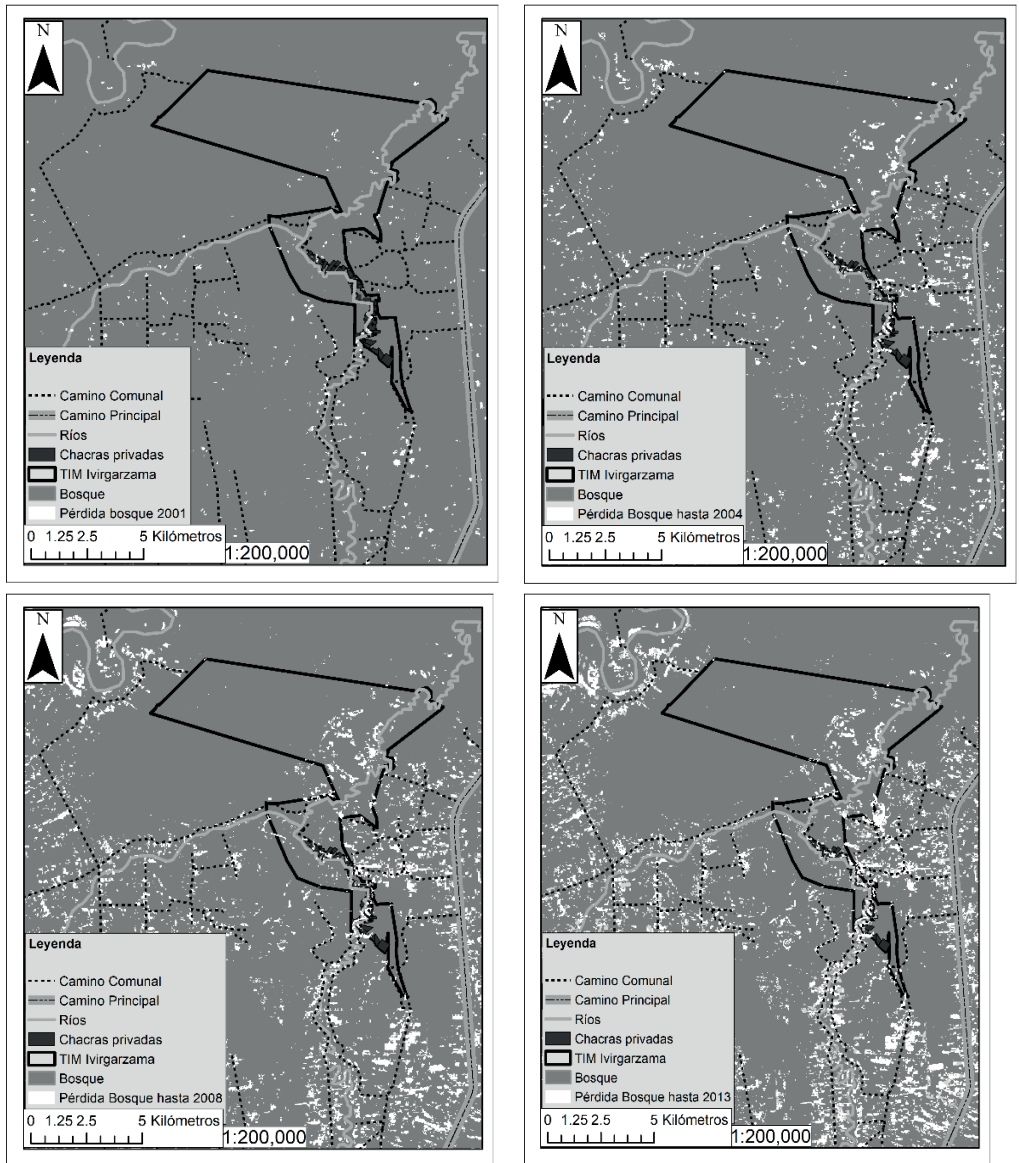 N
Leyenda
Camino Comunal
Camino Principal
Ríos
Chacras privadas
TIM Ivirgarzama
Bosque
Pérdida bosque 2001
0 1.25 2.5 5 Kilómetros
1:200,000
N
Leyenda
Camino Comunal
Camino Principal
Ríos
Chacras privadas
TIM Ivirgarzama
Bosque
Pérdida Bosque hasta 2004
0 1.25 2.5 5 Kilómetros
1:200,000
N
Leyenda
Camino Comunal
Camino Principal
Ríos
Chacras privadas
TIM Ivirgarzama
Bosque
Pérdida Bosque hasta 2008
0 1.25 2.5 5 Kilómetros
1:200,000
N
Leyenda
Camino Comunal
Camino Principal
Ríos
Chacras privadas
TIM Ivirgarzama
Bosque
Pérdida Bosque hasta 2013
0 1.25 2.5 5 Kilómetros
1:200,000